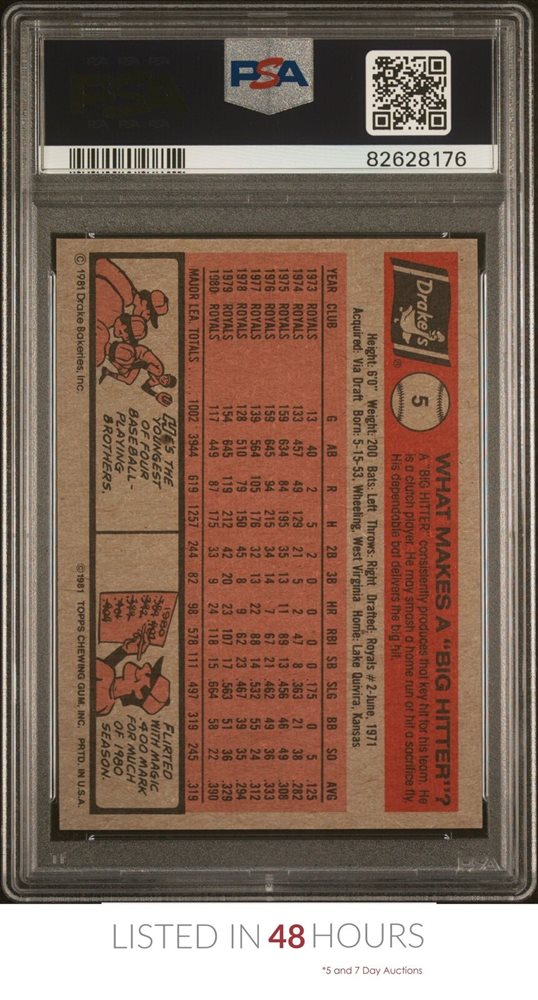 PSA
82628176
Drake's
5
WHAT MAKES A "BIG HITTER"?
A "BIG HITTER" consistently produces that key hit for his team. He
is a clutch player. He may smash a home run or hit a sacrifice fly.
His dependable bat delivers the big hit.
Height: 6'0" Weight: 200 Bats: Left Throws: Right Drafted: Royals #2-June, 1971
Acquired: Via Draft Born: 5-15-53, Wheeling, West Virginia Home: Lake Quivira, Kansas
YEAR CLUB G AB R H 2B 3B HR RBI SB SLG BB SO AVG
1973 ROYALS 13 40 2 5 2 0 0 0 0 .175 0 5 .125
1974 ROYALS 133 457 49 129 21 5 2 47 8 .363 21 38 .282
1975 ROYALS 159 634 84 195 35 13 11 89 13 .456 46 49 .308
1976 ROYALS 159 645 94 215 34 14 7 67 21 .462 49 36 .333
1977 ROYALS 139 564 105 176 32 13 22 88 14 .532 55 24 .312
1978 ROYALS 128 510 79 150 45 8 9 62 23 .467 39 35 .294
1979 ROYALS 154 645 119 212 42 20 23 107 17 .563 51 36 .329
1980 ROYALS 117 449 87 175 33 9 24 118 15 .664 58 22 .390
MAJOR LEA. TOTALS 1002 3944 619 1257 244 82 98 578 111 .497 319 245 .319
HE'S THE
YOUNGEST
OF FOUR
BASEBALL-
PLAYING
BROTHERS.
1980
FLIRTED
WITH MAGIC
.400 MARK
FOR MUCH
OF 1980
SEASON.
© 1981 Drake Bakeries, Inc.
©1981 TOPPS CHEWING GUM, INC. PRTD. IN U.S.A.
PSA
LISTED IN 48 HOURS
*5 and 7 Day Auctions